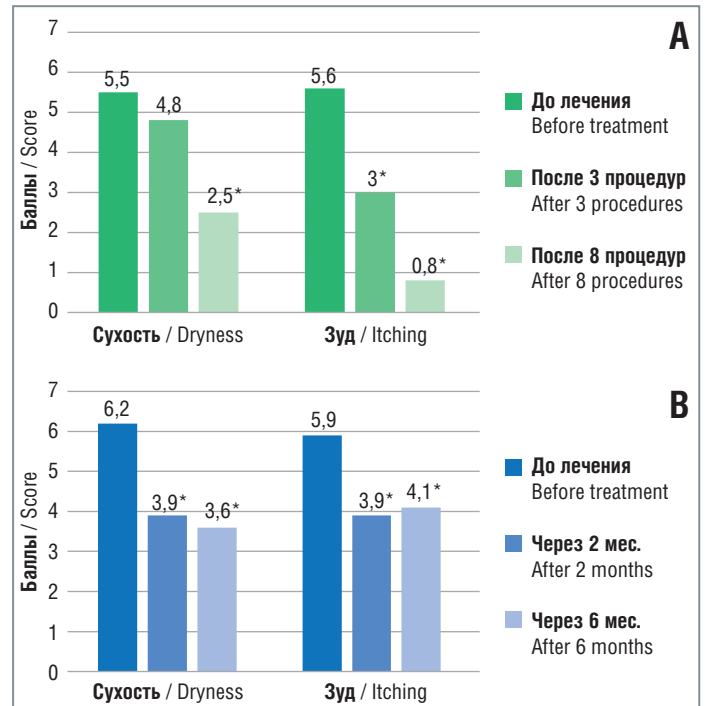 A
7
6
5
4
3
2
1
0
Баллы / Score
5,5
4,8
2,5*
5,6
3*
0,8*
Сухость / Dryness
Зуд / Itching
До лечения
Before treatment
После 3 процедур
After 3 procedures
После 8 процедур
After 8 procedures
B
7
6
5
4
3
2
1
0
Баллы / Score
6,2
3,9*
3,6*
5,9
3,9*
4,1*
Сухость / Dryness
Зуд / Itching
До лечения
Before treatment
Через 2 мес.
After 2 months
Через 6 мес.
After 6 months